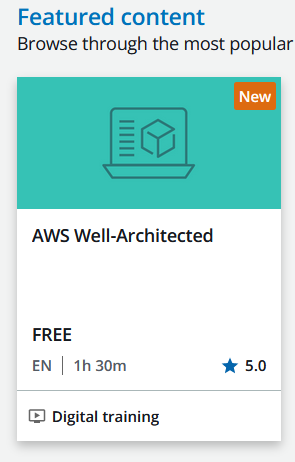 Featured content
Browse through the most popular
New
AWS Well-Architected
FREE
EN | 1h 30m
5.0
Digital training